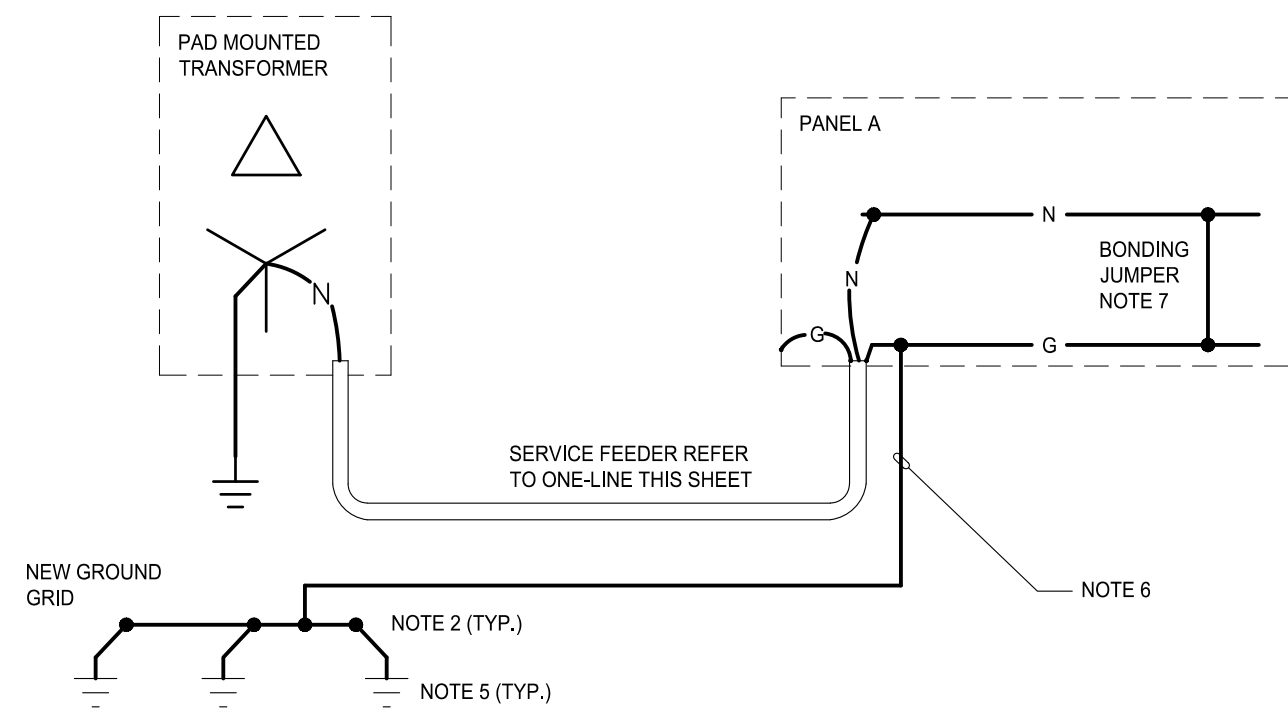 PAD MOUNTED
TRANSFORMER
N
PANEL A
N
BONDING
JUMPER
NOTE 7
N
G
G
SERVICE FEEDER REFER
TO ONE-LINE THIS SHEET
NEW GROUND
GRID
NOTE 6
NOTE 2 (TYP.)
NOTE 5 (TYP.)